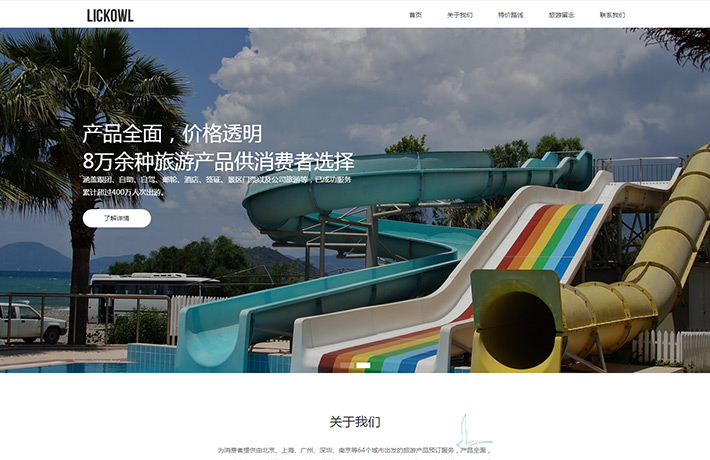 LICKOWL
首页 关于我们 特价路线 旅游留念 联系我们
产品全面，价格透明
8万余种旅游产品供消费者选择
涵盖跟团、自助、自驾、邮轮、酒店、签证、景区门票以及公司旅游等，已成功服务
累计超过400万人次出游。
了解详情
关于我们
为消费者提供由北京、上海、广州、深圳、南京等64个城市出发的旅游产品预订服务，产品全面，